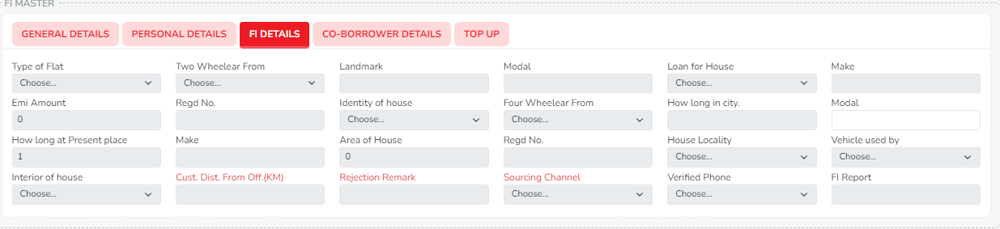 FI MASTER
GENERAL DETAILS PERSONAL DETAILS FI DETAILS CO-BORROWER DETAILS TOP UP
Type of Flat Two Wheelear From Landmark Modal Loan for House Make
Choose... Choose... Choose...
Emi Amount Regd No. Identity of house Four Wheelear From How long in city. Modal
0 Choose... Choose...
How long at Present place Make Area of House Regd No. House Locality Vehicle used by
1 0 Choose... Choose...
Interior of house Cust. Dist. From Off.(KM) Rejection Remark Sourcing Channel Verified Phone FI Report
Choose... Choose... Choose...